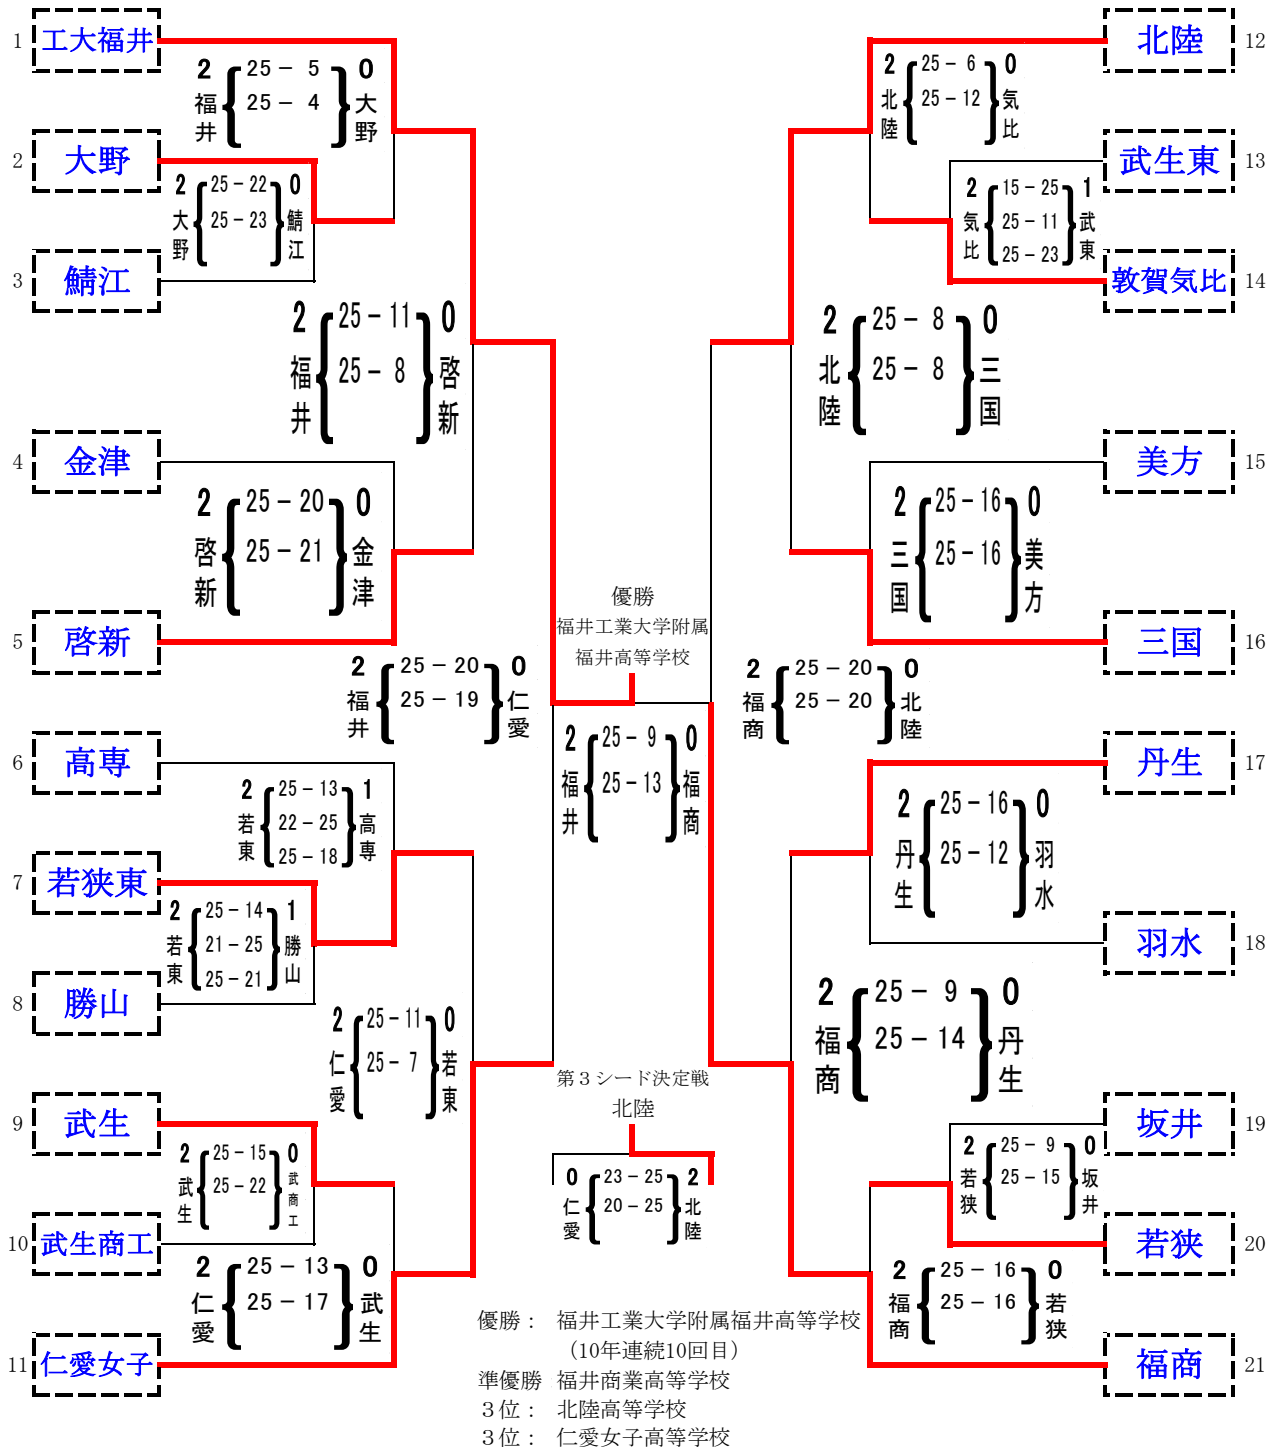 1 工大福井
2 大野
3 鯖江
4 金津
5 啓新
6 高専
7 若狭東
8 勝山
9 武生
10 武生商工
11 仁愛女子
2 福井 25－5 25－4 0 大野
2 大野 25－22 25－23 0 鯖江
2 福井 25－11 25－8 0 啓新
2 啓新 25－20 25－21 0 金津
2 福井 25－20 25－19 0 仁愛
2 若東 25－13 22－25 25－18 1 高専
2 若東 25－14 21－25 25－21 1 勝山
2 仁愛 25－11 25－7 0 若東
2 武生 25－15 25－22 0 武商工
2 仁愛 25－13 25－17 0 武生
優勝
福井工業大学附属
福井高等学校
2 福井 25－9 25－13 0 福商
第３シード決定戦
北陸
0 仁愛 23－25 20－25 2 北陸
北陸 12
武生東 13
敦賀気比 14
美方 15
三国 16
丹生 17
羽水 18
坂井 19
若狭 20
福商 21
2 北陸 25－6 25－12 0 気比
2 気比 15－25 25－11 25－23 1 武東
2 北陸 25－8 25－8 0 三国
2 三国 25－16 25－16 0 美方
2 福商 25－20 25－20 0 北陸
2 丹生 25－16 25－12 0 羽水
2 福商 25－9 25－14 0 丹生
2 若狭 25－9 25－15 0 坂井
2 福商 25－16 25－16 0 若狭
優勝： 福井工業大学附属福井高等学校
（10年連続10回目）
準優勝 福井商業高等学校
３位： 北陸高等学校
３位： 仁愛女子高等学校